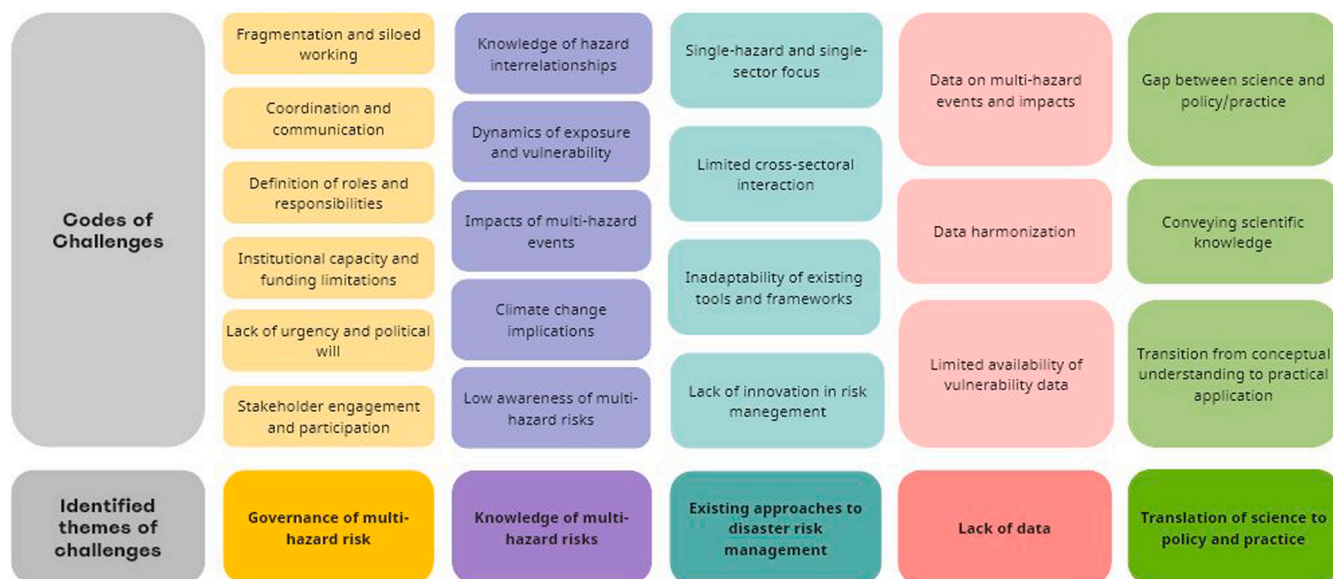 Codes of
Challenges
Fragmentation and siloed
working
Coordination and
communication
Definition of roles and
responsibilities
Institutional capacity and
funding limitations
Lack of urgency and political
will
Stakeholder engagement
and participation
Knowledge of hazard
interrelationships
Dynamics of exposure
and vulnerability
Impacts of multi-hazard
events
Climate change
implications
Low awareness of multi-
hazard risks
Single-hazard and single-
sector focus
Limited cross-sectoral
interaction
Inadaptability of existing
tools and frameworks
Lack of innovation in risk
manegement
Data on multi-hazard
events and impacts
Data harmonization
Limited availability of
vulnerability data
Gap between science and
policy/practice
Conveying scientific
knowledge
Transition from conceptual
understanding to practical
application
Identified
themes of
challenges
Governance of multi-
hazard risk
Knowledge of multi-
hazard risks
Existing approaches to
disaster risk
management
Lack of data
Translation of science to
policy and practice